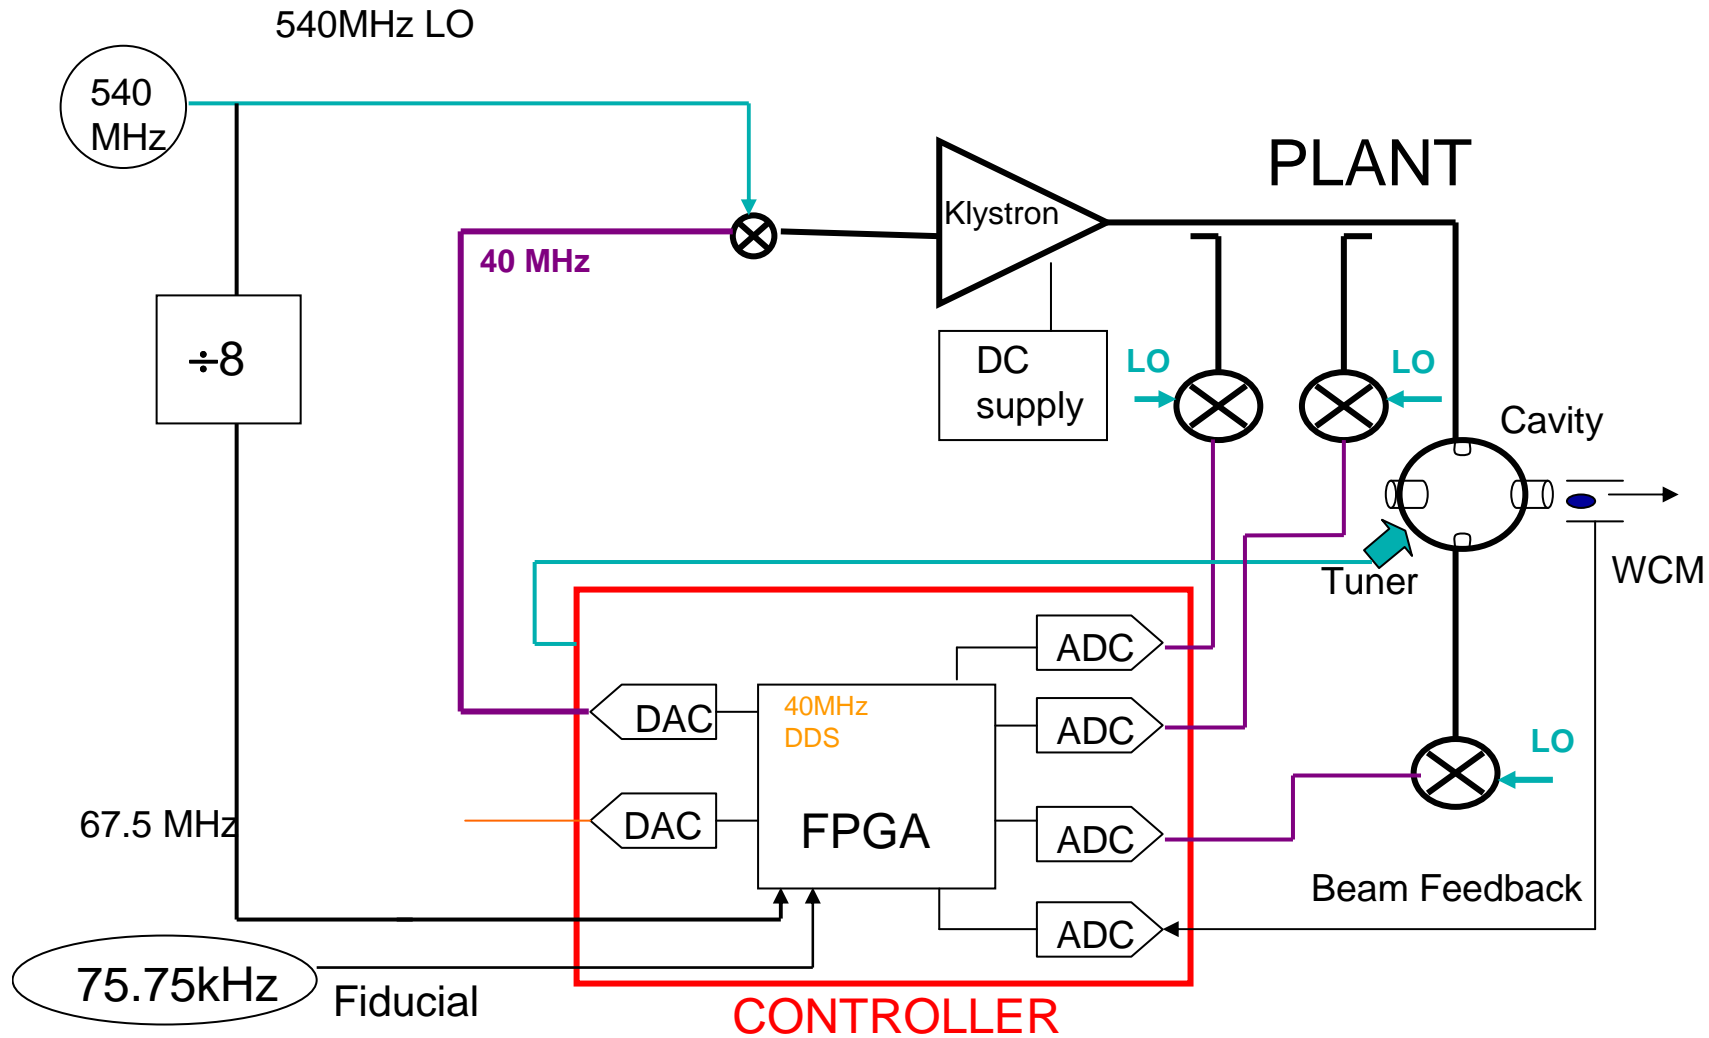 540MHz LO
540
MHz
PLANT
Klystron
40 MHz
÷8
DC
supply
LO
LO
Cavity
Tuner
WCM
ADC
DAC
40MHz
DDS
ADC
LO
67.5 MHz
DAC
FPGA
ADC
Beam Feedback
ADC
75.75kHz
Fiducial
CONTROLLER